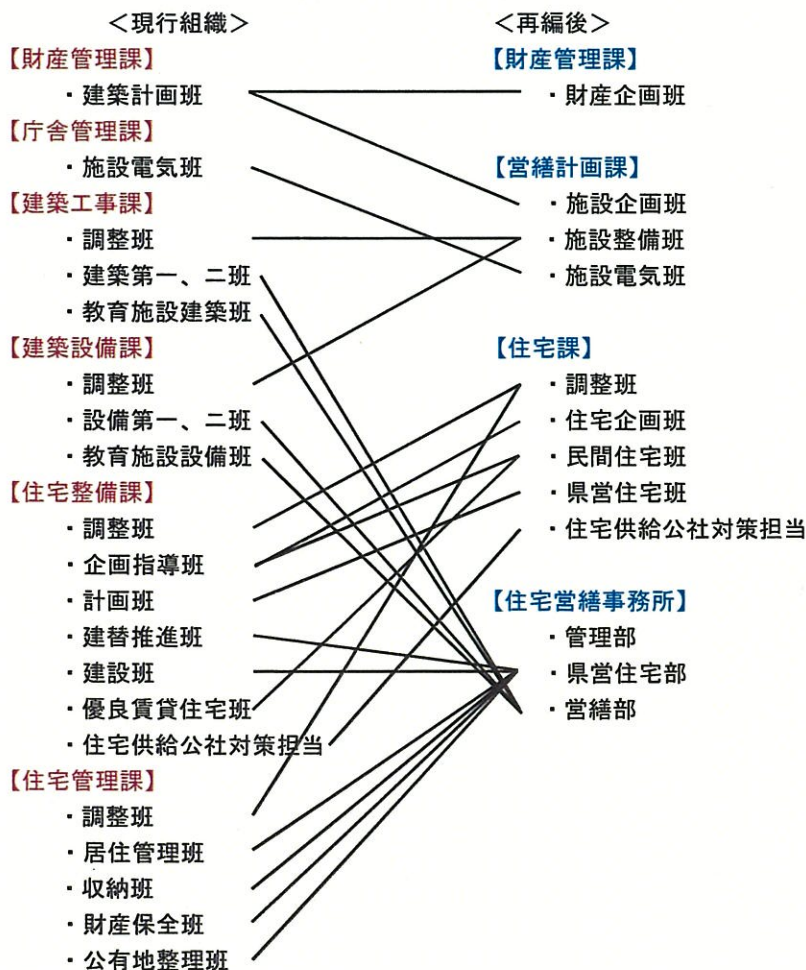 <現行組織>
【財産管理課】
・建築計画班
【庁舎管理課】
・施設電気班
【建築工事課】
・調整班
・建築第一、二班
・教育施設建築班
【建築設備課】
・調整班
・設備第一、二班
・教育施設設備班
【住宅整備課】
・調整班
・企画指導班
・計画班
・建替推進班
・建設班
・優良賃貸住宅班
・住宅供給公社対策担当
【住宅管理課】
・調整班
・居住管理班
・収納班
・財産保全班
・公有地整理班
<再編後>
【財産管理課】
・財産企画班
【営繕計画課】
・施設企画班
・施設整備班
・施設電気班
【住宅課】
・調整班
・住宅企画班
・民間住宅班
・県営住宅班
・住宅供給公社対策担当
【住宅営繕事務所】
・管理部
・県営住宅部
・営繕部